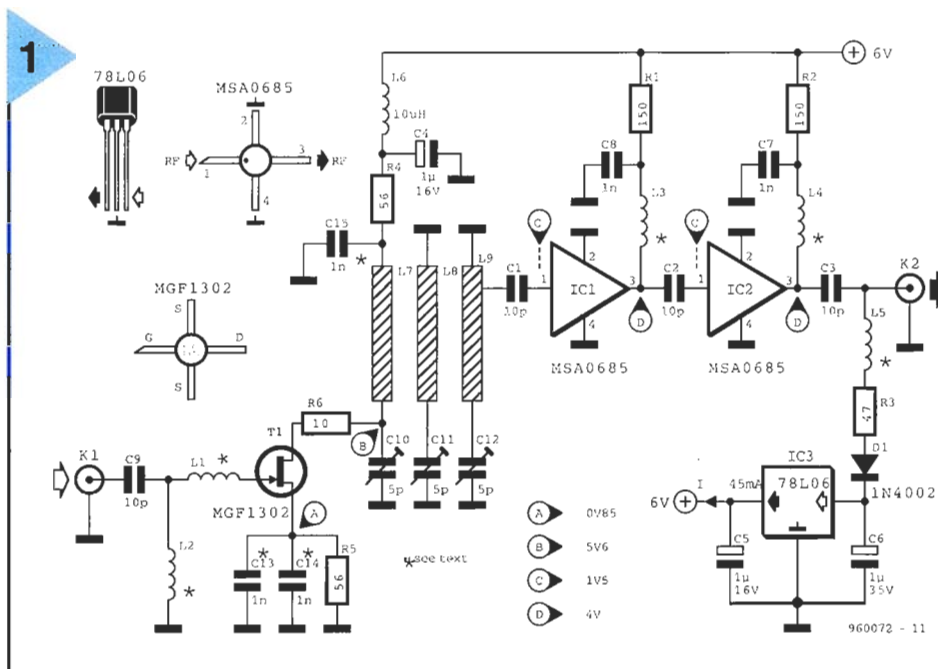 1
78L06
MSA0685
RF
1
2
3
4
RF
MGF1302
S
G
D
S
L6
10uH
C4
1µ
16V
R4
56
C15
1n
*
L7
L8
L9
R1
150
R2
150
6V
C8
1n
C7
1n
L3
*
L4
*
C
C
C1
10p
1
2
IC1
3
4
MSA0685
D
C2
10p
1
2
IC2
3
4
MSA0685
D
C3
10p
K2
L5
*
R3
47
D1
1N4002
IC3
78L06
45mA
I
6V
C5
1µ
16V
C6
1µ
35V
R6
10
B
C10
5p
C11
5p
C12
5p
K1
C9
10p
L1
*
T1
MGF1302
A
L2
*
C13
*
1n
C14
*
1n
R5
56
*see text
A 0V85
B 5V6
C 1V5
D 4V
960072 - 11